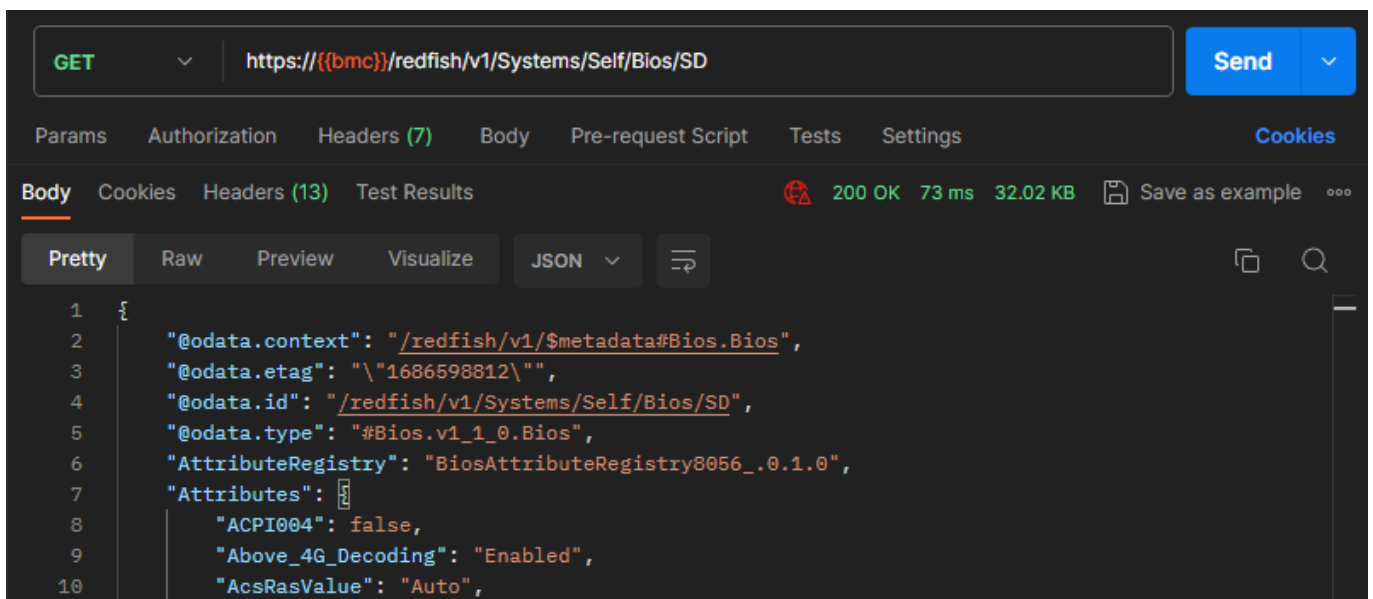 GET https://{{bmc}}/redfish/v1/Systems/Self/Bios/SD Send
Params Authorization Headers (7) Body Pre-request Script Tests Settings Cookies
Body Cookies Headers (13) Test Results 200 OK 73 ms 32.02 KB Save as example
Pretty Raw Preview Visualize JSON
1 {
2 "@odata.context": "/redfish/v1/$metadata#Bios.Bios",
3 "@odata.etag": "\"1686598812\"",
4 "@odata.id": "/redfish/v1/Systems/Self/Bios/SD",
5 "@odata.type": "#Bios.v1_1_0.Bios",
6 "AttributeRegistry": "BiosAttributeRegistry8056_.0.1.0",
7 "Attributes": {
8 "ACPI004": false,
9 "Above_4G_Decoding": "Enabled",
10 "AcsRasValue": "Auto",